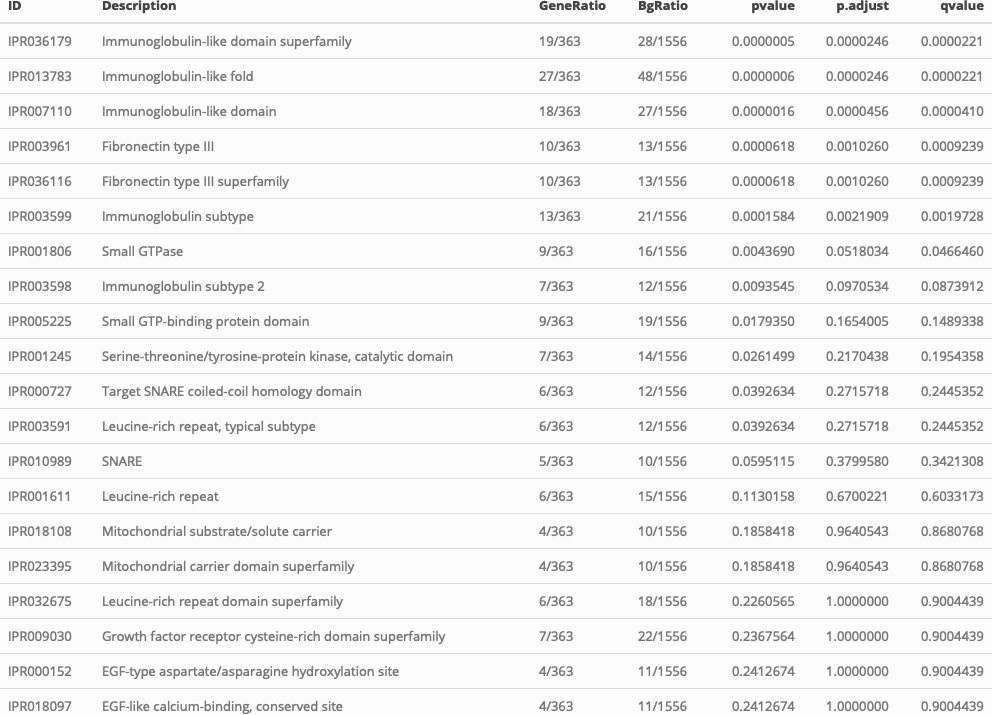 ID Description GeneRatio BgRatio pvalue p.adjust qvalue
IPR036179 Immunoglobulin-like domain superfamily 19/363 28/1556 0.0000005 0.0000246 0.0000221
IPR013783 Immunoglobulin-like fold 27/363 48/1556 0.0000006 0.0000246 0.0000221
IPR007110 Immunoglobulin-like domain 18/363 27/1556 0.0000016 0.0000456 0.0000410
IPR003961 Fibronectin type III 10/363 13/1556 0.0000618 0.0010260 0.0009239
IPR036116 Fibronectin type III superfamily 10/363 13/1556 0.0000618 0.0010260 0.0009239
IPR003599 Immunoglobulin subtype 13/363 21/1556 0.0001584 0.0021909 0.0019728
IPR001806 Small GTPase 9/363 16/1556 0.0043690 0.0518034 0.0466460
IPR003598 Immunoglobulin subtype 2 7/363 12/1556 0.0093545 0.0970534 0.0873912
IPR005225 Small GTP-binding protein domain 9/363 19/1556 0.0179350 0.1654005 0.1489338
IPR001245 Serine-threonine/tyrosine-protein kinase, catalytic domain 7/363 14/1556 0.0261499 0.2170438 0.1954358
IPR000727 Target SNARE coiled-coil homology domain 6/363 12/1556 0.0392634 0.2715718 0.2445352
IPR003591 Leucine-rich repeat, typical subtype 6/363 12/1556 0.0392634 0.2715718 0.2445352
IPR010989 SNARE 5/363 10/1556 0.0595115 0.3799580 0.3421308
IPR001611 Leucine-rich repeat 6/363 15/1556 0.1130158 0.6700221 0.6033173
IPR018108 Mitochondrial substrate/solute carrier 4/363 10/1556 0.1858418 0.9640543 0.8680768
IPR023395 Mitochondrial carrier domain superfamily 4/363 10/1556 0.1858418 0.9640543 0.8680768
IPR032675 Leucine-rich repeat domain superfamily 6/363 18/1556 0.2260565 1.0000000 0.9004439
IPR009030 Growth factor receptor cysteine-rich domain superfamily 7/363 22/1556 0.2367564 1.0000000 0.9004439
IPR000152 EGF-type aspartate/asparagine hydroxylation site 4/363 11/1556 0.2412674 1.0000000 0.9004439
IPR018097 EGF-like calcium-binding, conserved site 4/363 11/1556 0.2412674 1.0000000 0.9004439